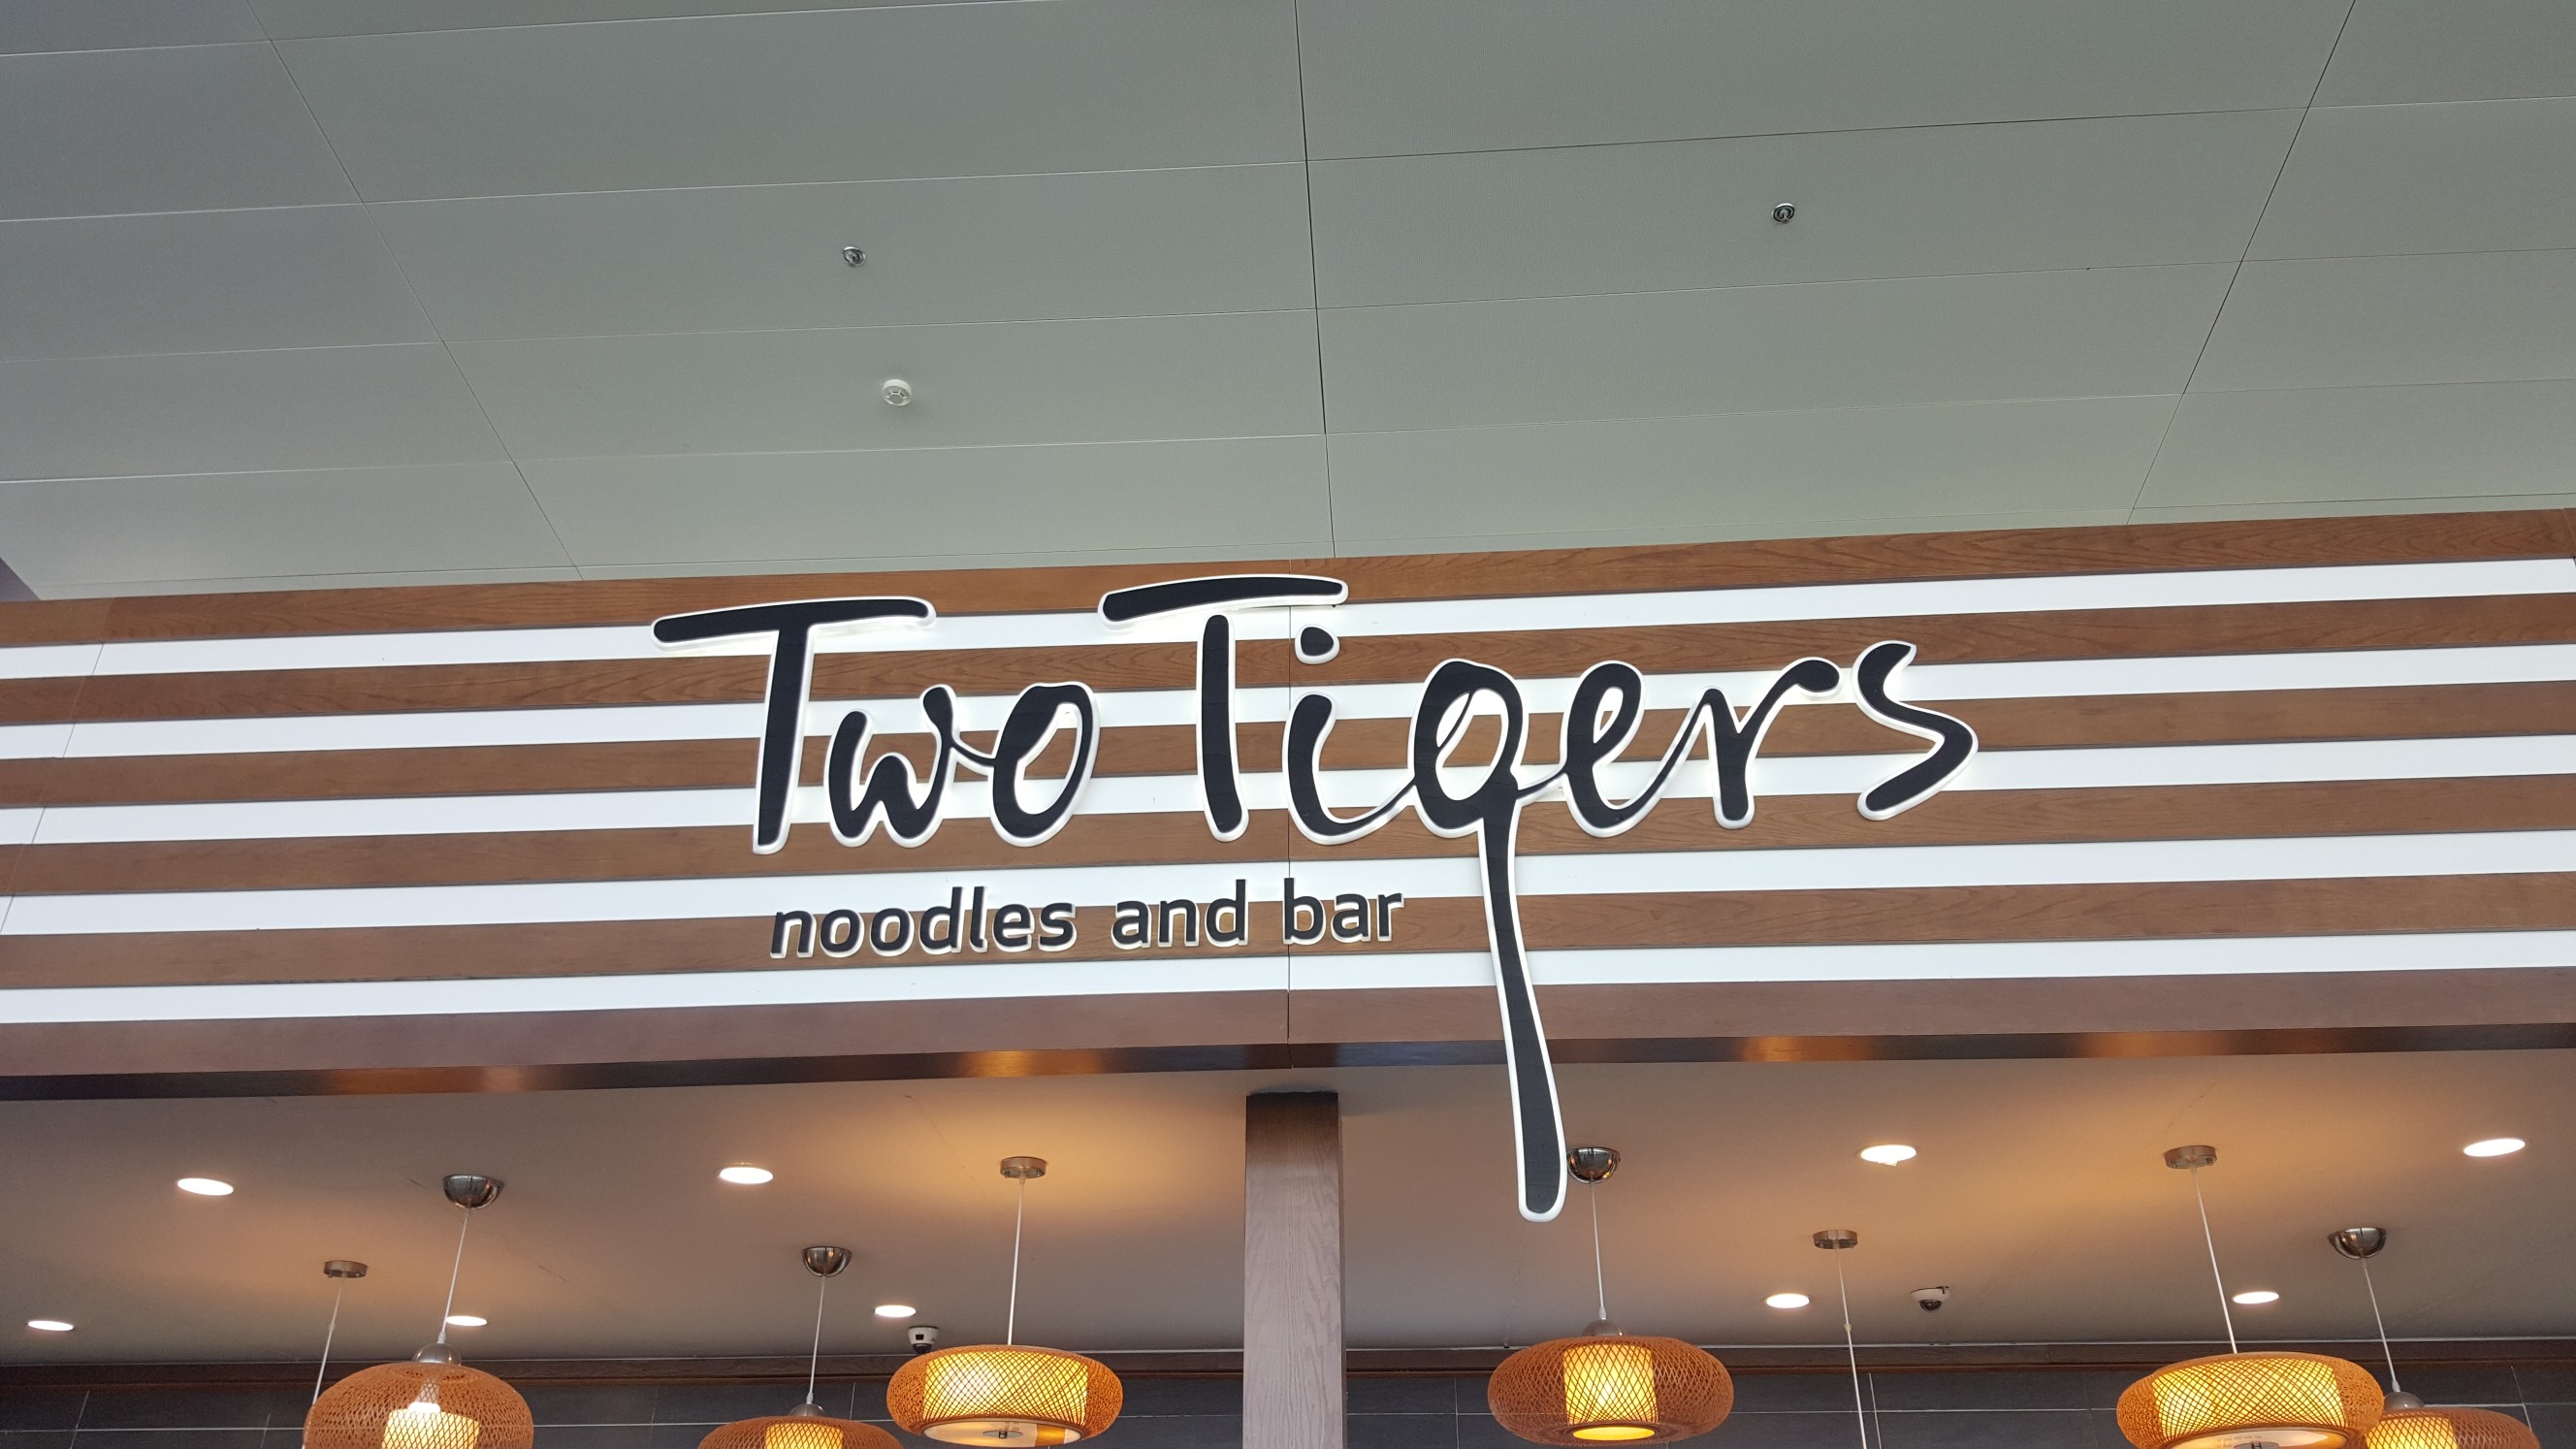 Two Tigers
noodles and bar